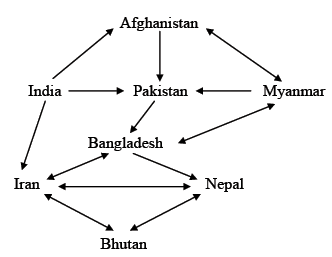 Afghanistan
India
Pakistan
Myanmar
Bangladesh
Iran
Nepal
Bhutan